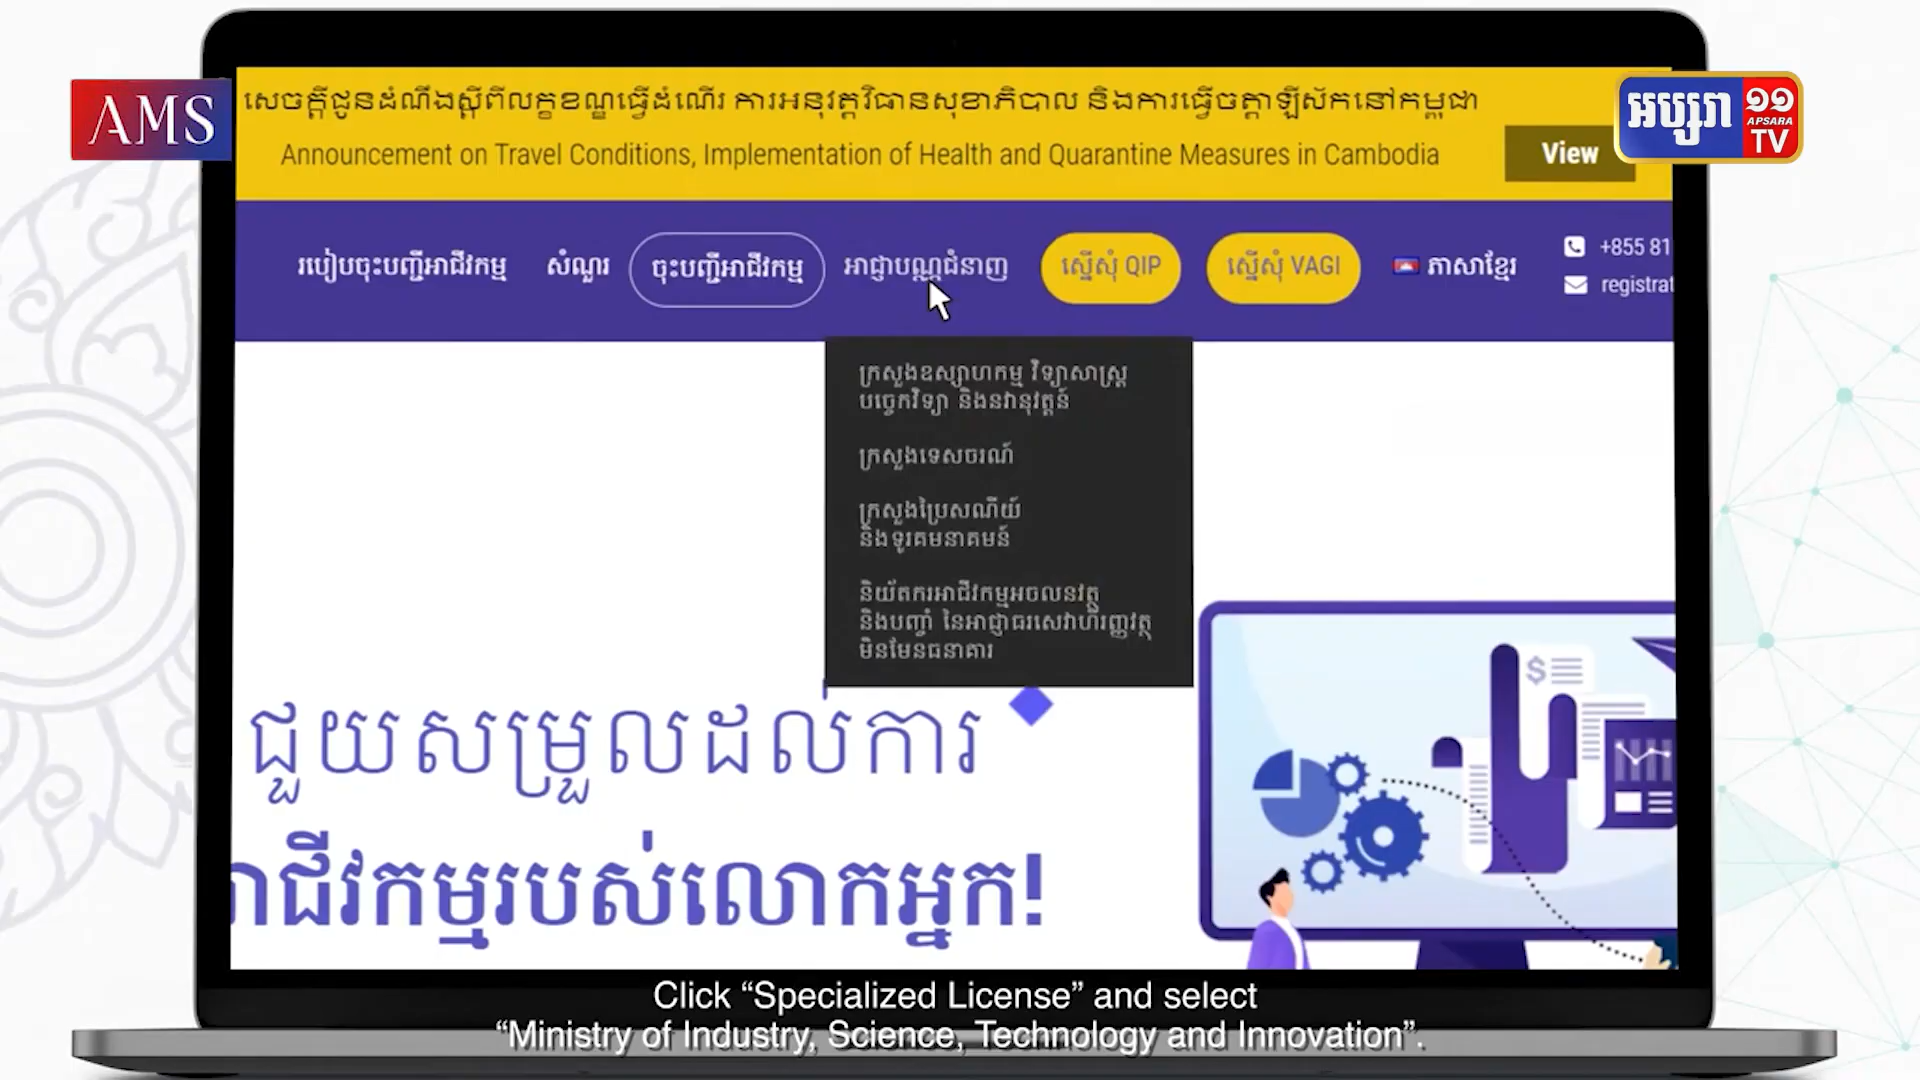 AMS
សេចក្តីជូនដំណឹងស្តីពីលក្ខខណ្ឌធ្វើដំណើរ ការអនុវត្តវិធានសុខាភិបាល និងការធ្វើចត្តាឡីស័កនៅកម្ពុជា
Announcement on Travel Conditions, Implementation of Health and Quarantine Measures in Cambodia
View
អប្សរា ១១
APSARA
TV
របៀបចុះបញ្ជីអាជីវកម្ម សំណួរ ចុះបញ្ជីអាជីវកម្ម អាជ្ញាបណ្ណជំនាញ ស្នើសុំ QIP ស្នើសុំ VAGI ភាសាខ្មែរ
+855 81
registrat
ក្រសួងឧស្សាហកម្ម វិទ្យាសាស្ត្រ
បច្ចេកវិទ្យា និងនវានុវត្តន៍
ក្រសួងទេសចរណ៍
ក្រសួងប្រៃសណីយ៍
និងទូរគមនាគមន៍
និយ័តករអាជីវកម្មអចលនវត្ថុ
និងបញ្ចាំ នៃអាជ្ញាធរសេវាហិរញ្ញវត្ថុ
មិនមែនធនាគារ
ជួយសម្រួលដល់ការ
ាជីវកម្មរបស់លោកអ្នក!
Click “Specialized License” and select
“Ministry of Industry, Science, Technology and Innovation”.